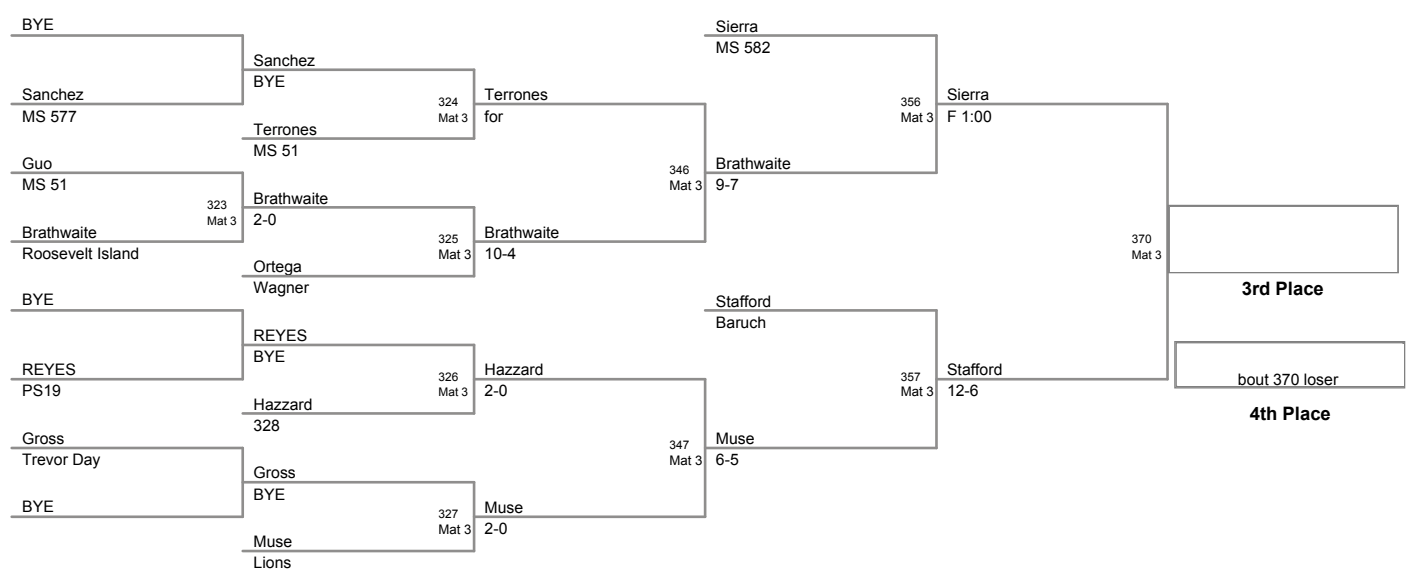 BYE
Sanchez
MS 577
Guo
MS 51
323
Mat 3
Brathwaite
Roosevelt Island
BYE
REYES
PS19
Gross
Trevor Day
BYE
Sanchez
BYE
324
Mat 3
Terrones
MS 51
Brathwaite
2-0
325
Mat 3
Ortega
Wagner
REYES
BYE
326
Mat 3
Hazzard
328
Gross
BYE
327
Mat 3
Muse
Lions
Terrones
for
346
Mat 3
Brathwaite
10-4
Hazzard
2-0
347
Mat 3
Muse
2-0
Sierra
MS 582
356
Mat 3
Brathwaite
9-7
Stafford
Baruch
357
Mat 3
Muse
6-5
Sierra
F 1:00
370
Mat 3
Stafford
12-6
3rd Place
bout 370 loser
4th Place